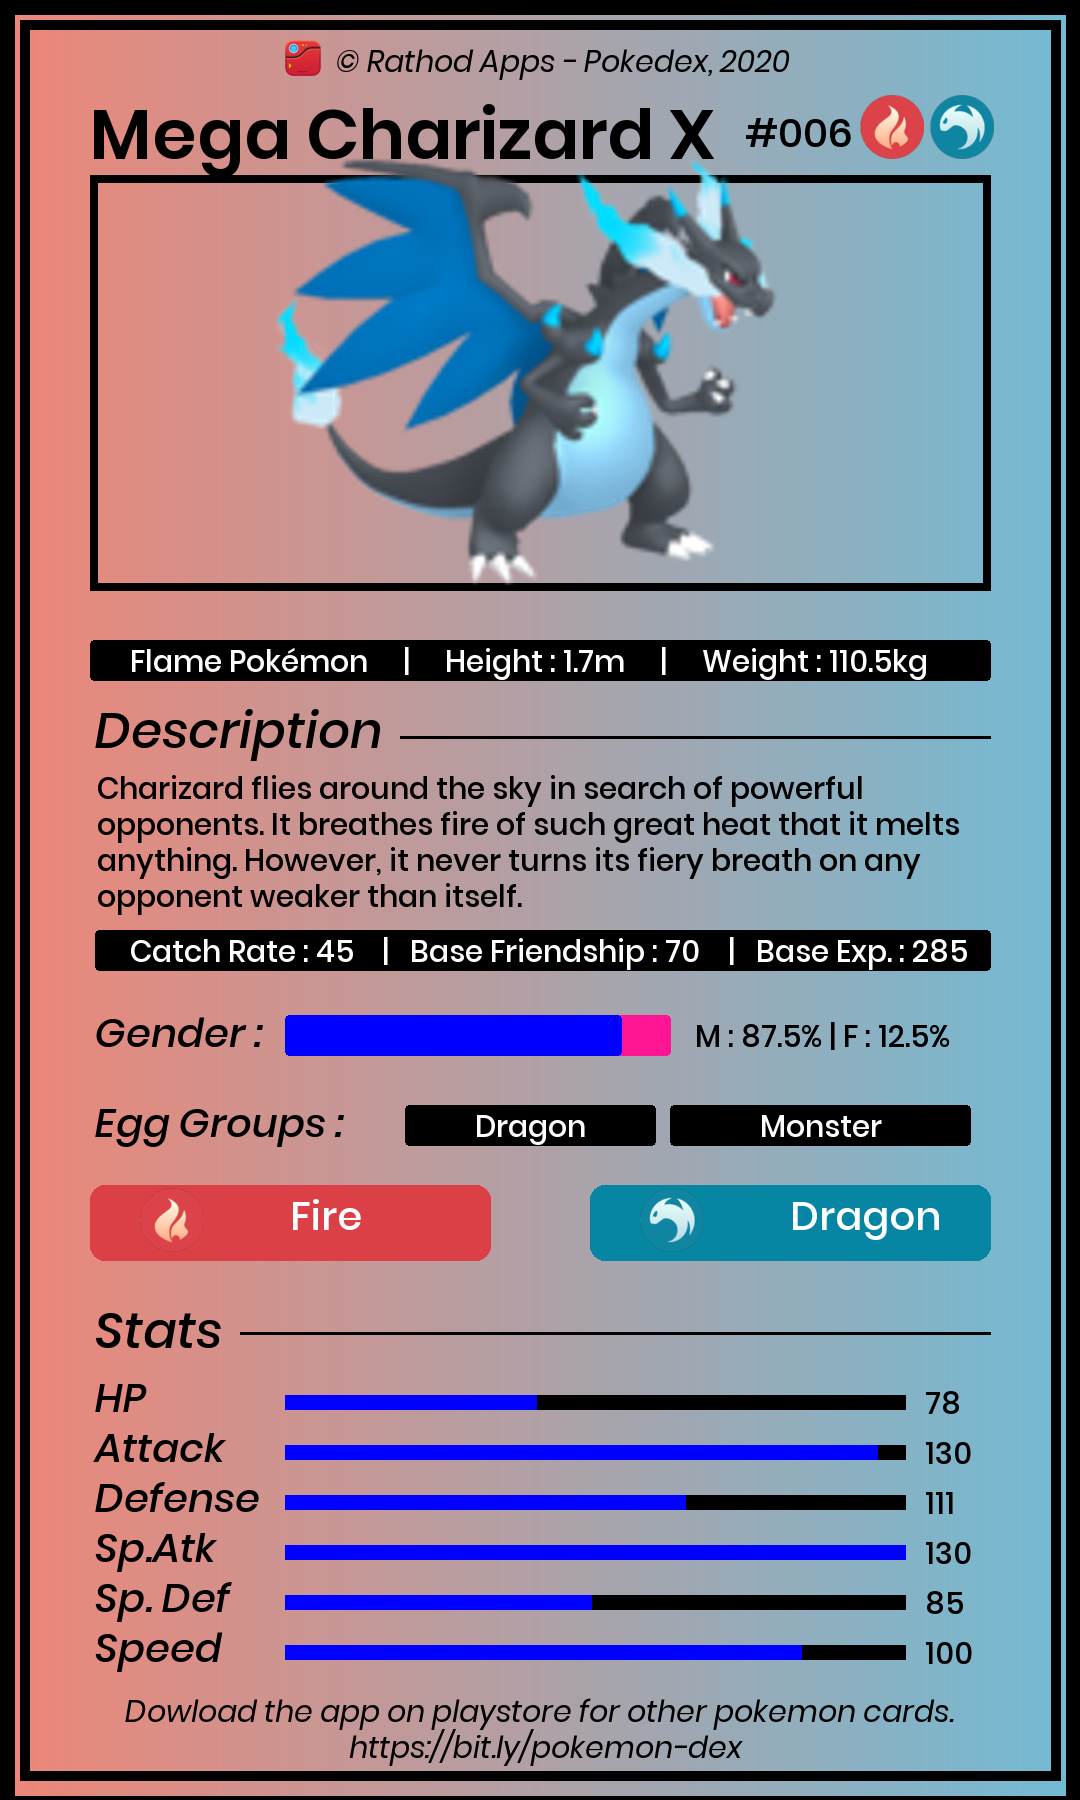 © Rathod Apps - Pokedex, 2020
Mega Charizard X #006
Flame Pokémon | Height : 1.7m | Weight : 110.5kg
Description
Charizard flies around the sky in search of powerful
opponents. It breathes fire of such great heat that it melts
anything. However, it never turns its fiery breath on any
opponent weaker than itself.
Catch Rate : 45 | Base Friendship : 70 | Base Exp. : 285
Gender : M : 87.5% | F : 12.5%
Egg Groups : Dragon Monster
Fire Dragon
Stats
HP 78
Attack 130
Defense 111
Sp.Atk 130
Sp. Def 85
Speed 100
Dowload the app on playstore for other pokemon cards.
https://bit.ly/pokemon-dex